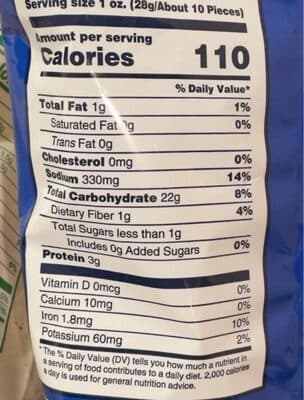 Serving size 1 oz. (28g/About 10 Pieces)
Amount per serving
Calories 110
% Daily Value*
Total Fat 1g 1%
Saturated Fat 0g 0%
Trans Fat 0g
Cholesterol 0mg 0%
Sodium 330mg 14%
Total Carbohydrate 22g 8%
Dietary Fiber 1g 4%
Total Sugars less than 1g
Includes 0g Added Sugars 0%
Protein 3g
Vitamin D 0mcg 0%
Calcium 10mg 0%
Iron 1.8mg 10%
Potassium 60mg 2%
*The % Daily Value (DV) tells you how much a nutrient in
a serving of food contributes to a daily diet. 2,000 calories
a day is used for general nutrition advice.